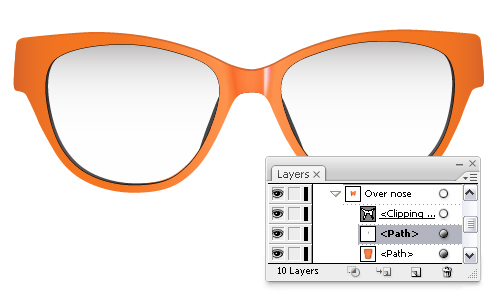 Layers
Over nose
<Clipping ...
<Path>
<Path>
10 Layers